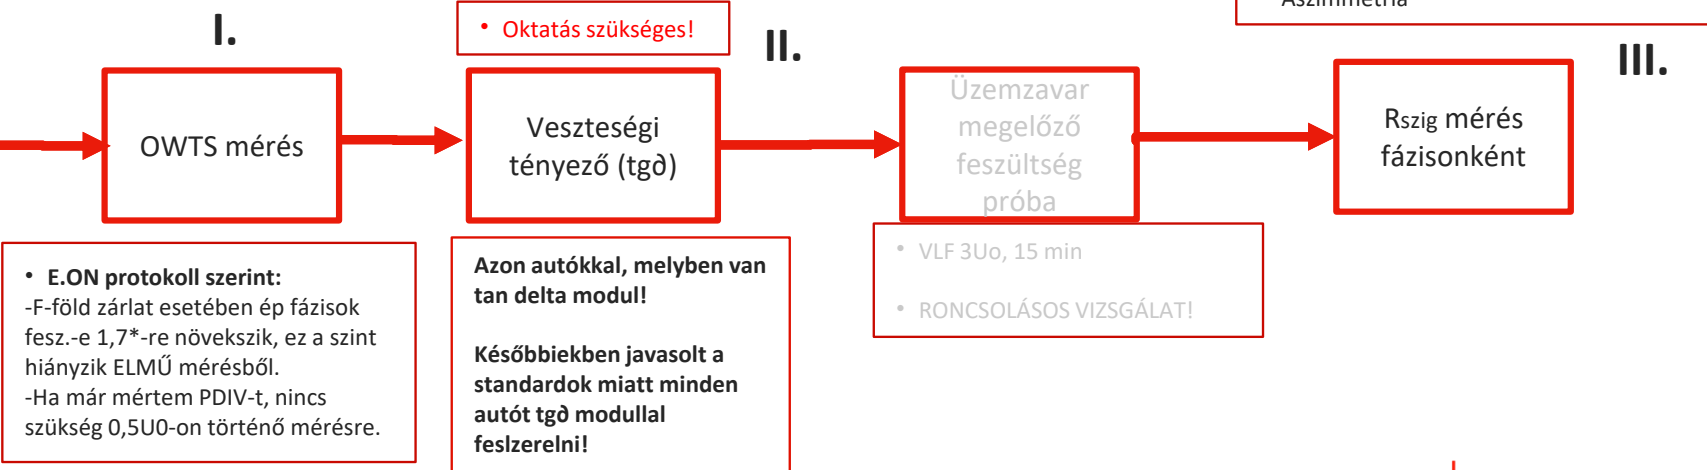 Aszimmetria
I.
• Oktatás szükséges!
II.
III.
OWTS mérés
Veszteségi
tényező (tg∂)
Üzemzavar
megelőző
feszültség
próba
Rszig mérés
fázisonként
• E.ON protokoll szerint:
-F-föld zárlat esetében ép fázisok
fesz.-e 1,7*-re növekszik, ez a szint
hiányzik ELMŰ mérésből.
-Ha már mértem PDIV-t, nincs
szükség 0,5U0-on történő mérésre.
Azon autókkal, melyben van
tan delta modul!
Későbbiekben javasolt a
standardok miatt minden
autót tg∂ modullal
feslzerelni!
• VLF 3Uo, 15 min
• RONCSOLÁSOS VIZSGÁLAT!